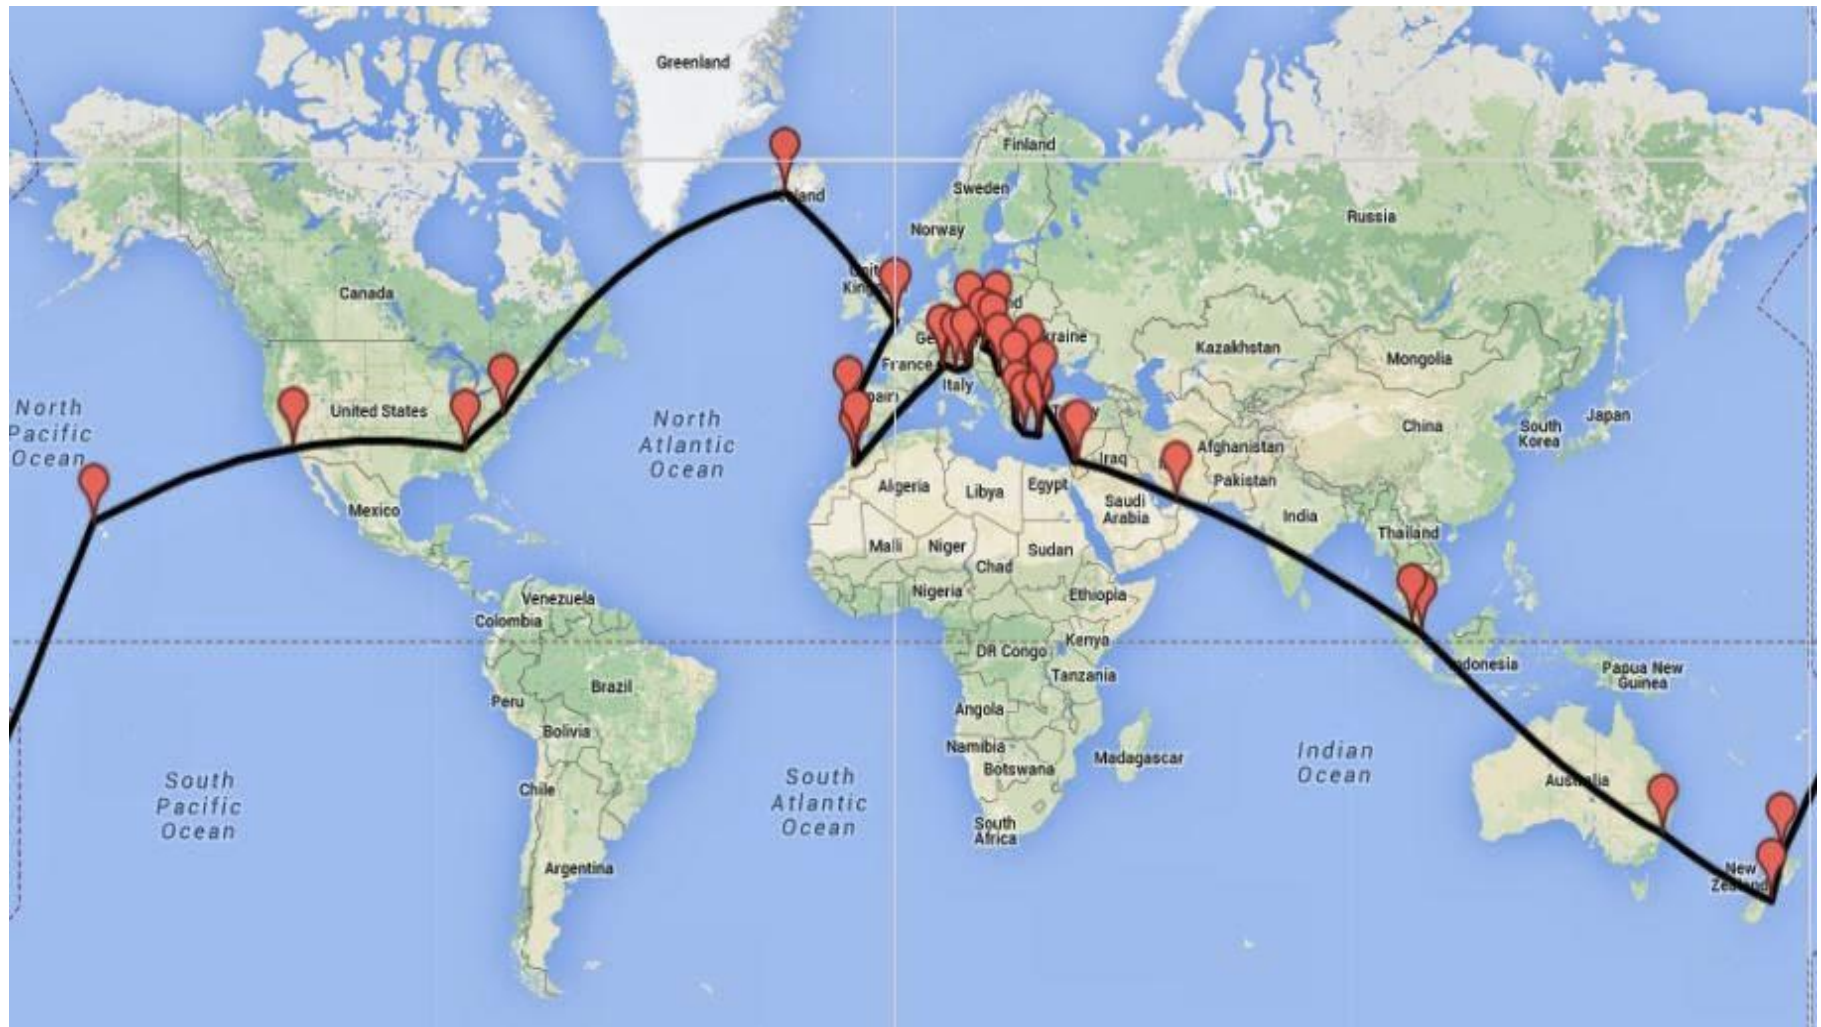 Greenland
Finland
Sweden
Russia
Norway
Canada
Kazakhstan
Mongolia
France
Italy
United States
North
Pacific
Ocean
North
Atlantic
Ocean
China
South
Korea
Japan
Afghanistan
Iraq
Pakistan
Algeria
Libya
Egypt
Saudi
Arabia
India
Mexico
Thailand
Mali
Niger
Sudan
Chad
Nigeria
Ethiopia
Venezuela
Colombia
Kenya
DR Congo
Tanzania
Papua New
Guinea
Brazil
Peru
Angola
Bolivia
Namibia
Botswana
Madagascar
Indian
Ocean
South
Pacific
Ocean
South
Atlantic
Ocean
Chile
Australia
South
Africa
Argentina
New
Zealand